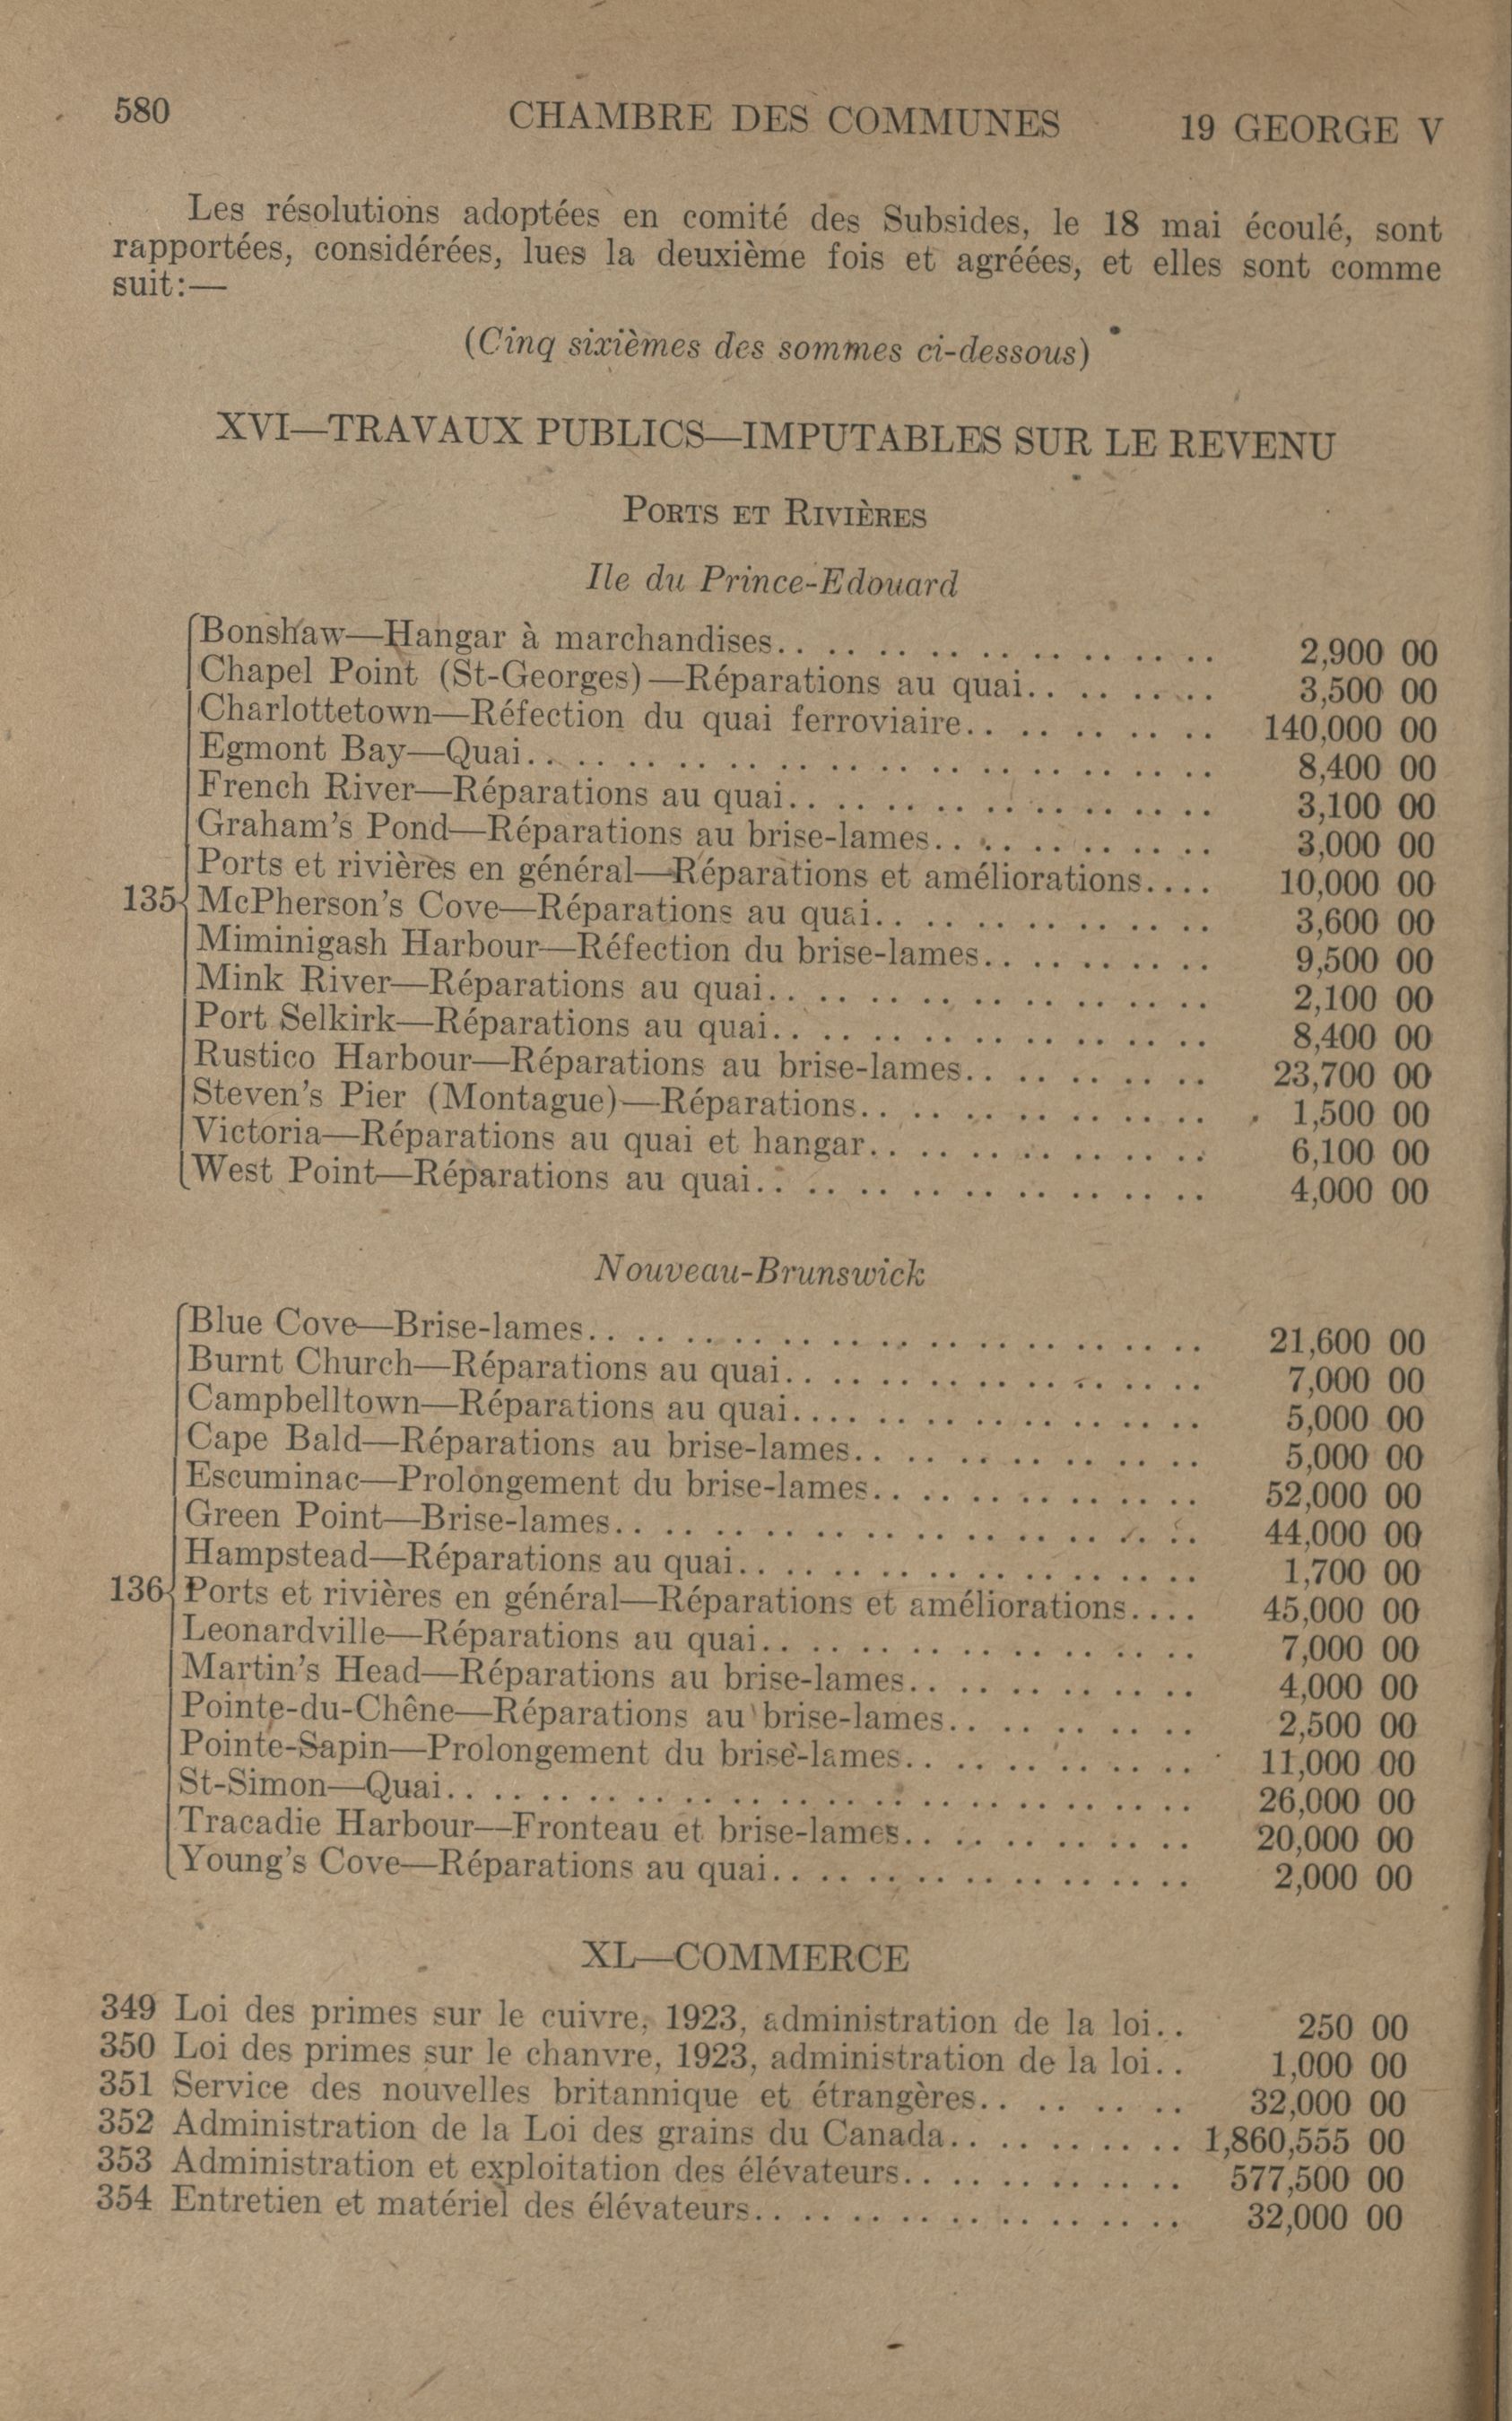 580 CHAMBRE DES COMMUNES 19 GEORGE V
Les résolutions adoptées en comité des Subsides, le 18 mai écoulé, sont
rapportées, considérées, lues la deuxième fois et agréées, et elles sont comme
suit:—
(Cinq sixièmes des sommes ci-dessous)
XVI—TRAVAUX PUBLICS—IMPUTABLES SUR LE REVENU
PORTS ET RIVIÈRES
Ile du Prince-Edouard
Bonshaw—Hangar à marchandises.. .. .. .. .. .. .. .. .. 2,900 00
Chapel Point (St-Georges)—Réparations au quai.. .. .. .. 3,500 00
Charlottetown—Réfection du quai ferroviaire.. .. .. .. .. 140,000 00
Egmont Bay—Quai.. .. .. .. .. .. .. .. .. .. .. .. .. .. 8,400 00
French River—Réparations au quai.. .. .. .. .. .. .. .. .. 3,100 00
Graham's Pond—Réparations au brise-lames.. .. .. .. .. .. 3,000 00
Ports et rivières en général—Réparations et améliorations.... 10,000 00
135 McPherson's Cove—Réparations au quai.. .. .. .. .. .. .. 3,600 00
Miminigash Harbour—Réfection du brise-lames.. .. .. .. .. 9,500 00
Mink River—Réparations au quai.. .. .. .. .. .. .. .. .. 2,100 00
Port Selkirk—Réparations au quai.. .. .. .. .. .. .. .. .. 8,400 00
Rustico Harbour—Réparations au brise-lames.. .. .. .. .. 23,700 00
Steven's Pier (Montague)—Réparations.. .. .. .. .. .. .. 1,500 00
Victoria—Réparations au quai et hangar.. .. .. .. .. .. .. 6,100 00
West Point—Réparations au quai.. .. .. .. .. .. .. .. .. 4,000 00
Nouveau-Brunswick
Blue Cove—Brise-lames.. .. .. .. .. .. .. .. .. .. .. .. .. 21,600 00
Burnt Church—Réparations au quai.. .. .. .. .. .. .. .. .. 7,000 00
Campbelltown—Réparations au quai.... .. .. .. .. .. .. .. 5,000 00
Cape Bald—Réparations au brise-lames.. .. .. .. .. .. .. 5,000 00
Escuminac—Prolongement du brise-lames.. .. .. .. .. .. .. 52,000 00
Green Point—Brise-lames.. .. .. .. .. .. .. .. .. .. .. .. 44,000 00
Hampstead—Réparations au quai.. .. .. .. .. .. .. .. .. .. 1,700 00
136 Ports et rivières en général—Réparations et améliorations.... 45,000 00
Leonardville—Réparations au quai.. .. .. .. .. .. .. .. .. 7,000 00
Martin's Head—Réparations au brise-lames.. .. .. .. .. .. 4,000 00
Pointe-du-Chêne—Réparations au brise-lames.. .. .. .. .. 2,500 00
Pointe-Sapin—Prolongement du brise-lames.. .. .. .. .. .. 11,000 00
St-Simon—Quai.. .. .. .. .. .. .. .. .. .. .. .. .. .. .. 26,000 00
Tracadie Harbour—Fronteau et brise-lames.. .. .. .. .. .. 20,000 00
Young's Cove—Réparations au quai.. .. .. .. .. .. .. .. .. 2,000 00
XL—COMMERCE
349 Loi des primes sur le cuivre, 1923, administration de la loi.. 250 00
350 Loi des primes sur le chanvre, 1923, administration de la loi.. 1,000 00
351 Service des nouvelles britannique et étrangères.. .. .. .. .. 32,000 00
352 Administration de la Loi des grains du Canada.. .. .. .. .. 1,860,555 00
353 Administration et exploitation des élévateurs.. .. .. .. .. .. 577,500 00
354 Entretien et matériel des élévateurs.. .. .. .. .. .. .. .. .. 32,000 00